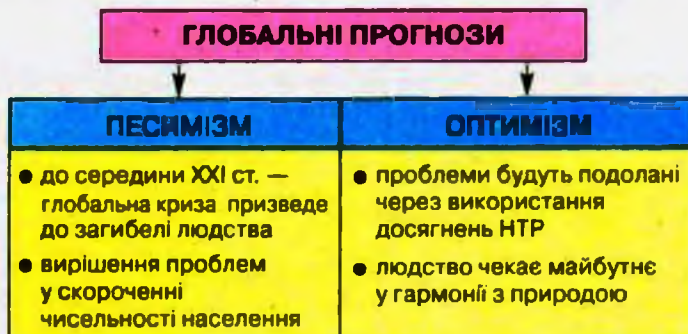 ГЛОБАЛЬНІ ПРОГНОЗИ
ПЕСИМІЗМ
● до середини XXI ст. —
глобальна криза призведе
до загибелі людства
● вирішення проблем
у скороченні
чисельності населення
ОПТИМІЗМ
● проблеми будуть подолані
через використання
досягнень НТР
● людство чекає майбутнє
у гармонії з природою